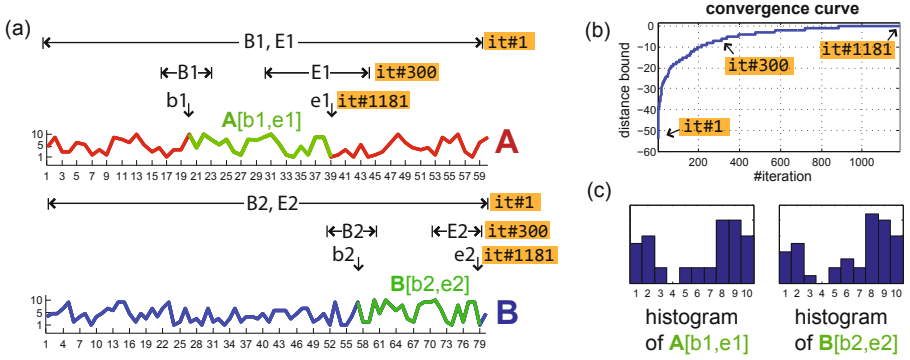 (a)
B1, E1
it#1
B1
E1
it#300
b1
e1
it#1181
A[b1,e1]
10
5
1
A
1 3 5 7 9 11 13 15 17 19 21 23 25 27 29 31 33 35 37 39 41 43 45 47 49 51 53 55 57 59
B2, E2
it#1
B2
E2
it#300
b2
e2
it#1181
B[b2,e2]
10
5
1
B
1 4 7 10 13 16 19 22 25 28 31 34 37 40 43 46 49 52 55 58 61 64 67 70 73 76 79
(b)
convergence curve
distance bound
0
−10
−20
−30
−40
−50
−60
it#1
it#300
it#1181
200 400 600 800 1000
#iteration
(c)
1 2 3 4 5 6 7 8 9 10
histogram
of A[b1,e1]
1 2 3 4 5 6 7 8 9 10
histogram
of B[b2,e2]